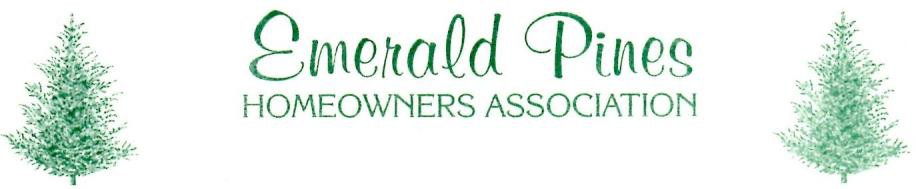 Emerald Pines
HOMEOWNERS ASSOCIATION